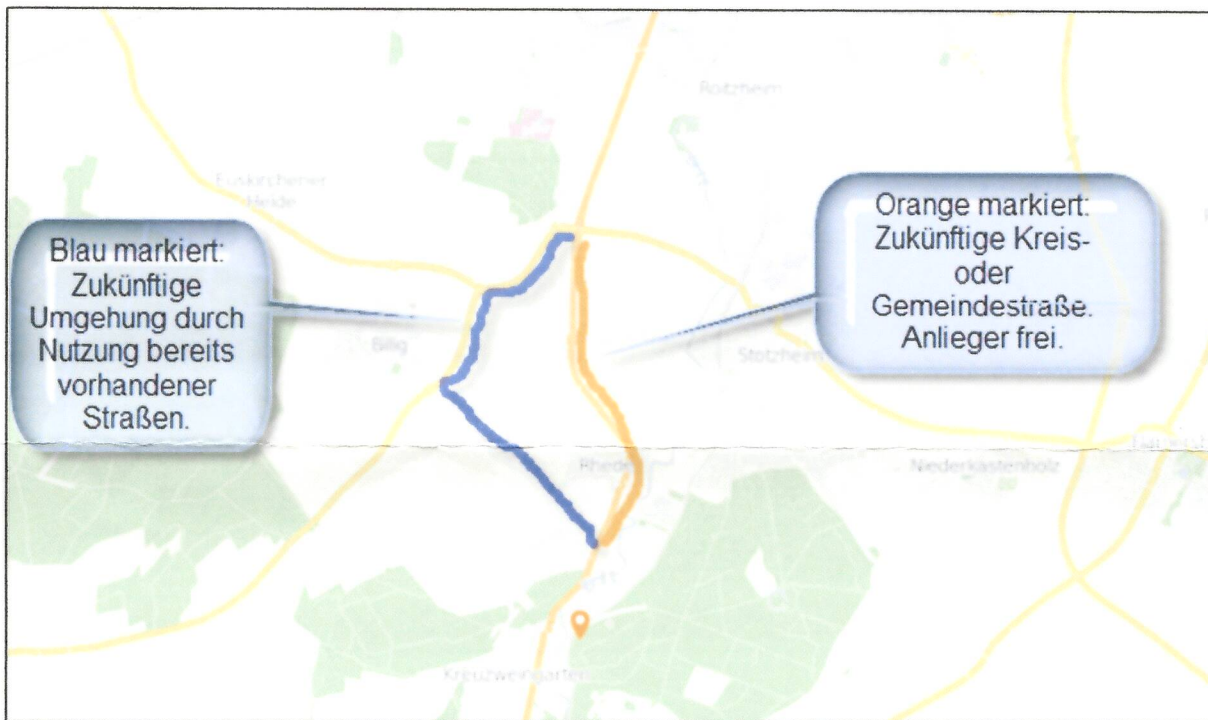 Roitzheim
Euskirchener
Heide
Blau markiert:
Zukünftige
Umgehung durch
Nutzung bereits
vorhandener
Straßen.
Orange markiert:
Zukünftige Kreis-
oder
Gemeindestraße.
Anlieger frei.
Billig
Stotzheim
Rheder
Niederkastenholz
Kreuzweingarten